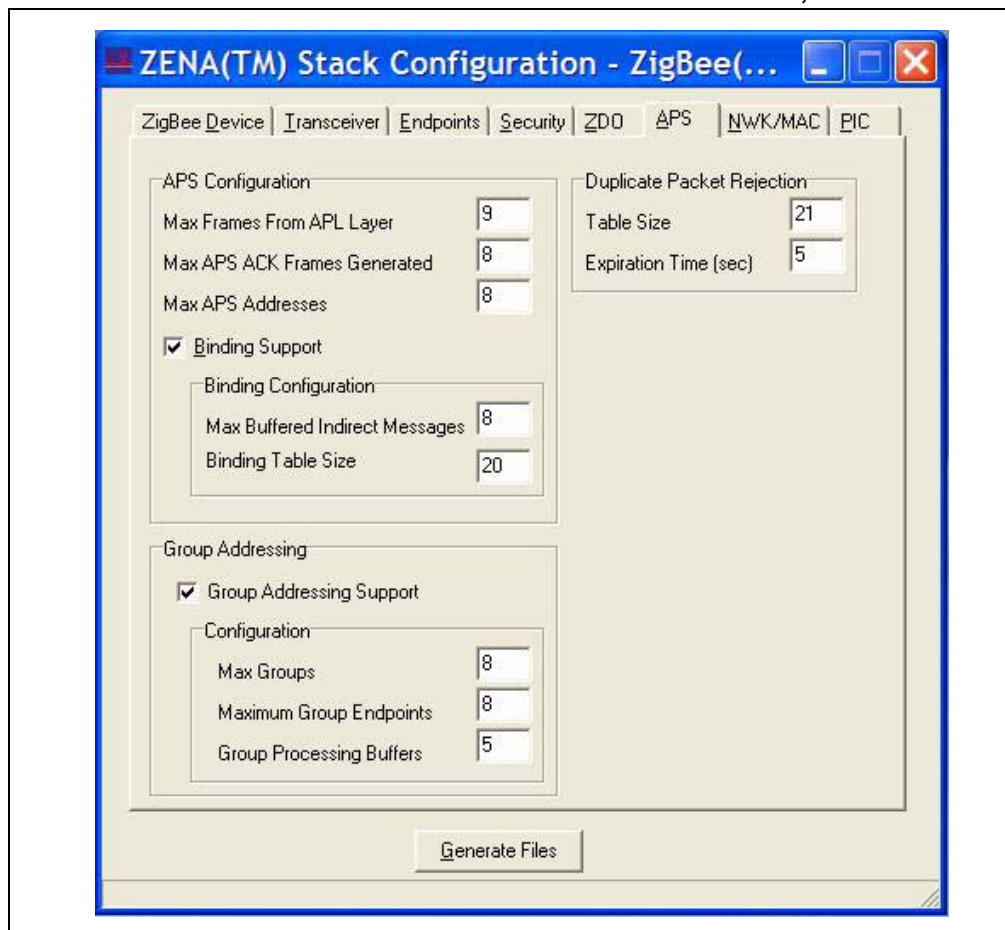 ZENA(TM) Stack Configuration - ZigBee(...
ZigBee Device Transceiver Endpoints Security ZDO APS NWK/MAC PIC
APS Configuration
Max Frames From APL Layer 9
Max APS ACK Frames Generated 8
Max APS Addresses 8
Binding Support
Binding Configuration
Max Buffered Indirect Messages 8
Binding Table Size 20
Duplicate Packet Rejection
Table Size 21
Expiration Time (sec) 5
Group Addressing
Group Addressing Support
Configuration
Max Groups 8
Maximum Group Endpoints 8
Group Processing Buffers 5
Generate Files